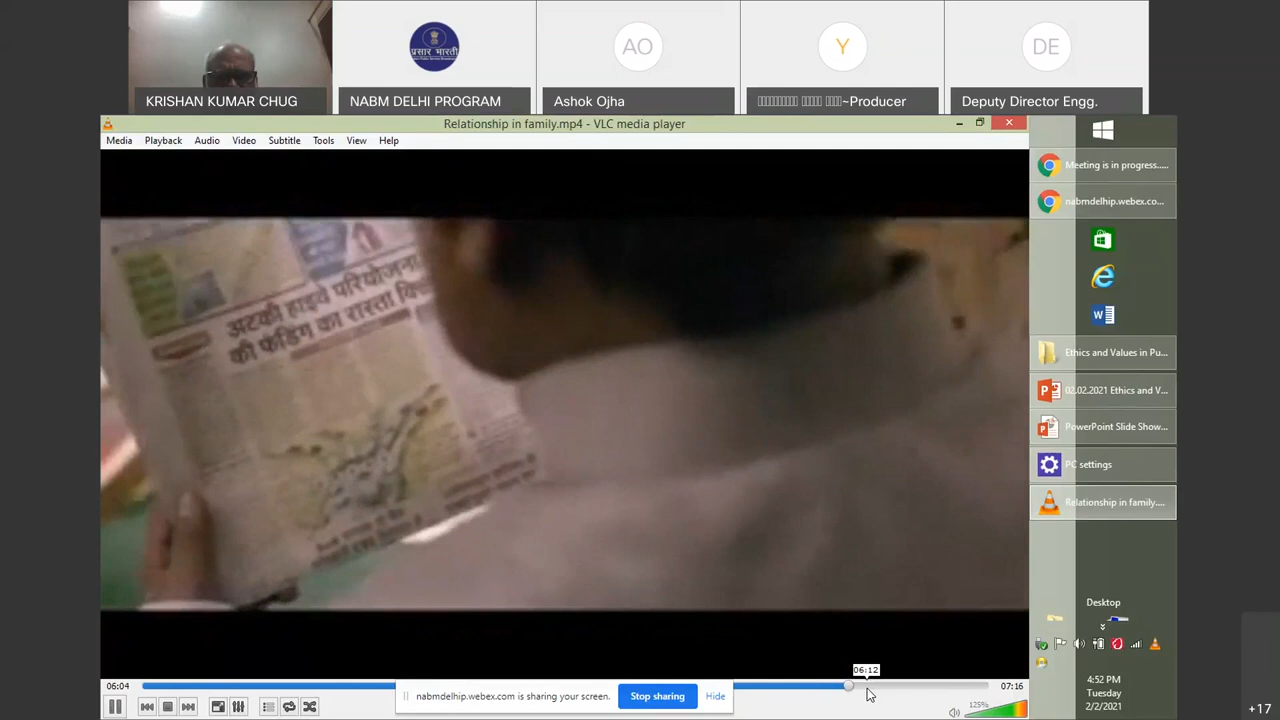 AO
Y
DE
प्रसार भारती
KRISHAN KUMAR CHUG
NABM DELHI PROGRAM
Ashok Ojha
~Producer
Deputy Director Engg.
Relationship in family.mp4 - VLC media player
Media Playback Audio Video Subtitle Tools View Help
Meeting is in progress.....
nabmdelhip.webex.co...
अटकी हाइवे परियोजना
की फंडिंग का रास्ता
Ethics and Values in Pu...
02.02.2021 Ethics and V...
PowerPoint Slide Show...
PC settings
Relationship in family....
Desktop
06:12
06:04
07:16
nabmdelhip.webex.com is sharing your screen.
Stop sharing
Hide
125%
4:52 PM
Tuesday
2/2/2021
+17